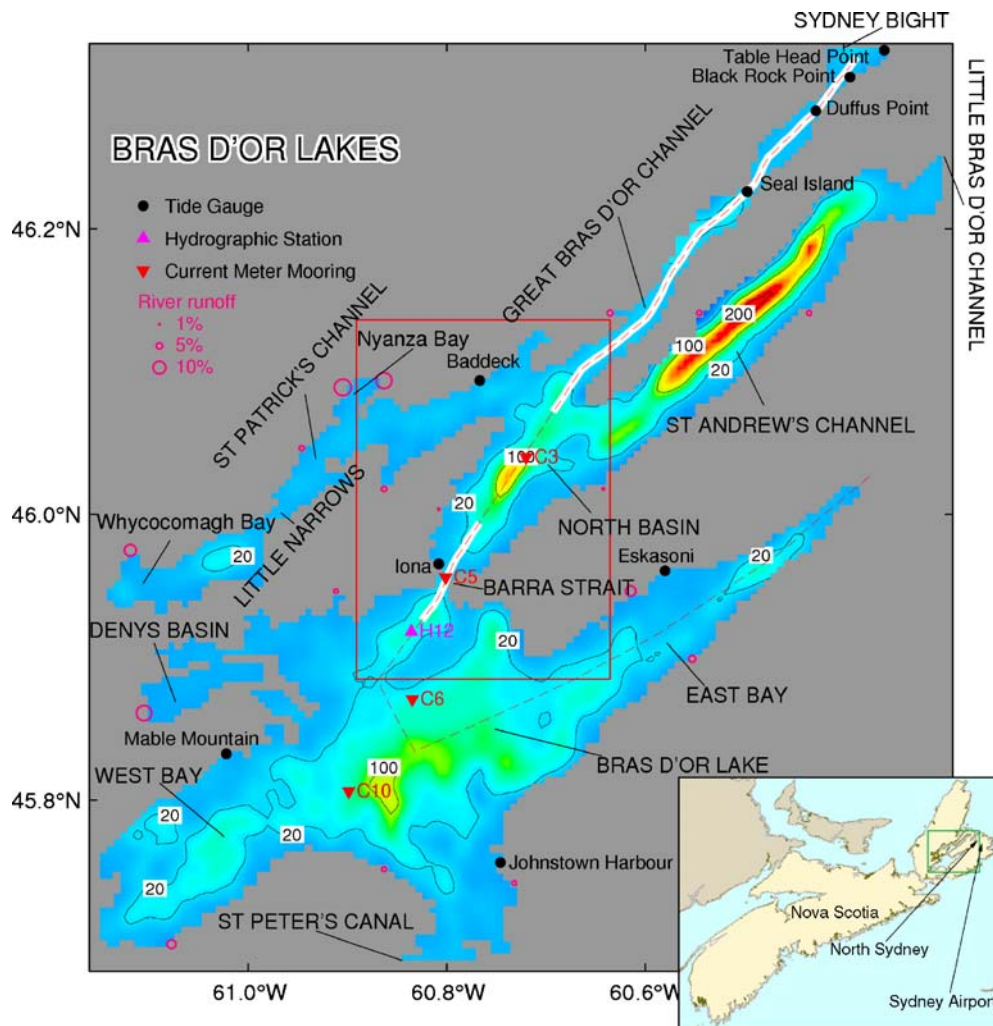 SYDNEY BIGHT
Table Head Point
Black Rock Point
Duffus Point
LITTLE BRAS D'OR CHANNEL
BRAS D'OR LAKES
Seal Island
Tide Gauge
46.2°N
Hydrographic Station
GREAT BRAS D'OR CHANNEL
Current Meter Mooring
River runoff
1%
5%
10%
200
100
20
ST PATRICK'S CHANNEL
Nyanza Bay
Baddeck
ST ANDREW'S CHANNEL
100
C3
20
46.0°N
Whycocomagh Bay
LITTLE NARROWS
NORTH BASIN
20
Iona
Eskasoni
20
C5
BARRA STRAIT
DENYS BASIN
H12
20
EAST BAY
C6
Mable Mountain
BRAS D'OR LAKE
WEST BAY
100
C10
45.8°N
20
20
Johnstown Harbour
20
ST PETER'S CANAL
Nova Scotia
North Sydney
Sydney Airport
61.0°W
60.8°W
60.6°W